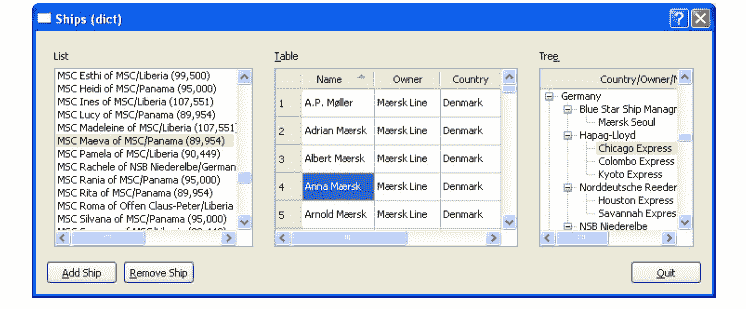 Ships (dict)
List
MSC Esthi of MSC/Liberia (99,500)
MSC Heidi of MSC/Panama (95,000)
MSC Ines of MSC/Liberia (107,551)
MSC Lucy of MSC/Panama (89,954)
MSC Madeleine of MSC/Liberia (107,551)
MSC Maeva of MSC/Panama (89,954)
MSC Pamela of MSC/Liberia (90,449)
MSC Rachele of NSB Niederelbe/German
MSC Rania of MSC/Panama (95,000)
MSC Rita of MSC/Panama (89,954)
MSC Roma of Offen Claus-Peter/Liberia
MSC Silvana of MSC/Panama (95,000)
Table
Name Owner Country
1 A.P. Møller Mærsk Line Denmark
2 Adrian Mærsk Mærsk Line Denmark
3 Albert Mærsk Mærsk Line Denmark
4 Anna Mærsk Mærsk Line Denmark
5 Arnold Mærsk Mærsk Line Denmark
Tree
Country/Owner/N
Germany
Blue Star Ship Managr
Mærsk Seoul
Hapag-Lloyd
Chicago Express
Colombo Express
Kyoto Express
Norddeutsche Reeder
Houston Express
Savannah Expres
NSB Niederelbe
Add Ship Remove Ship Quit